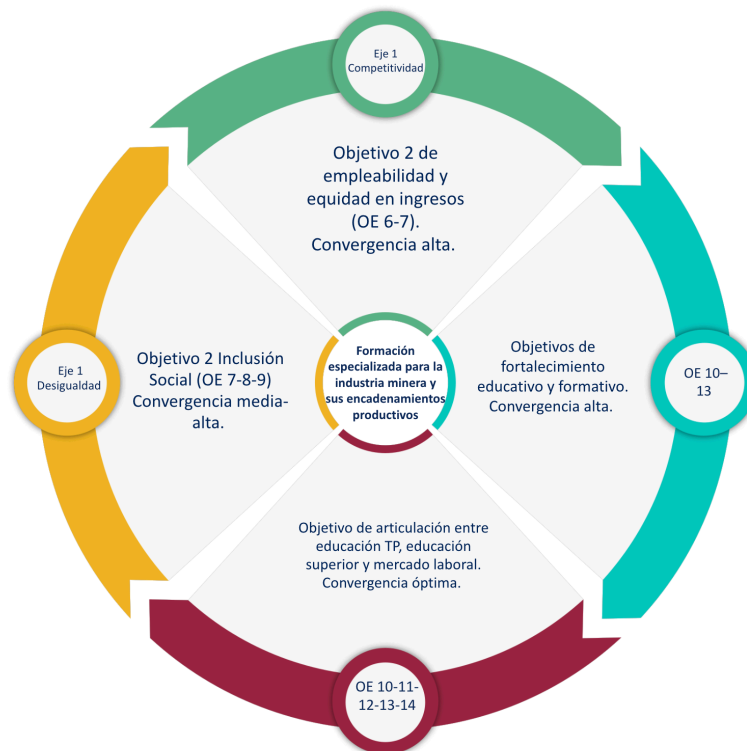 Eje 1
Competitividad
Objetivo 2 de
empleabilidad y
equidad en ingresos
(OE 6-7).
Convergencia alta.
Objetivos de
fortalecimiento
educativo y formativo.
Convergencia alta.
OE 10–
13
Objetivo de articulación entre
educación TP, educación
superior y mercado laboral.
Convergencia óptima.
OE 10-11-
12-13-14
Eje 1
Desigualdad
Objetivo 2 Inclusión
Social (OE 7-8-9)
Convergencia media-
alta.
Formación
especializada para la
industria minera y
sus encadenamientos
productivos